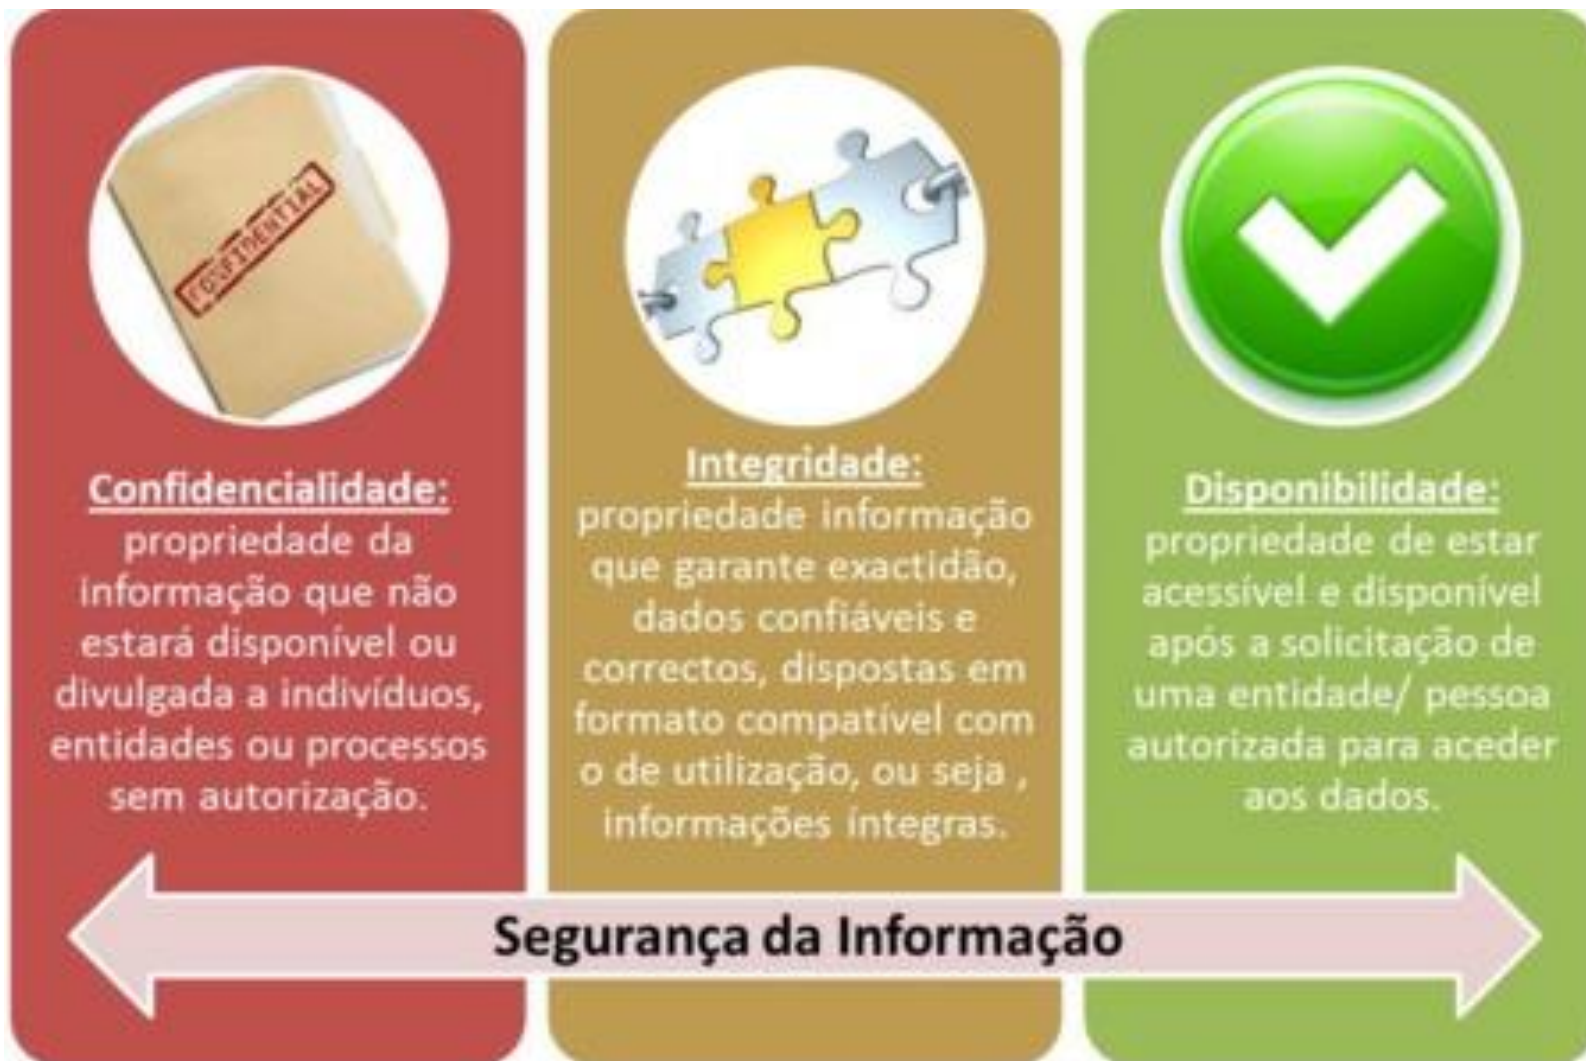 CONFIDENTIAL
Confidencialidade:
propriedade da
informação que não
estará disponível ou
divulgada a indivíduos,
entidades ou processos
sem autorização.
Integridade:
propriedade informação
que garante exactidão,
dados confiáveis e
correctos, dispostas em
formato compatível com
o de utilização, ou seja ,
informações íntegras.
Disponibilidade:
propriedade de estar
acessível e disponível
após a solicitação de
uma entidade/ pessoa
autorizada para aceder
aos dados.
Segurança da Informação